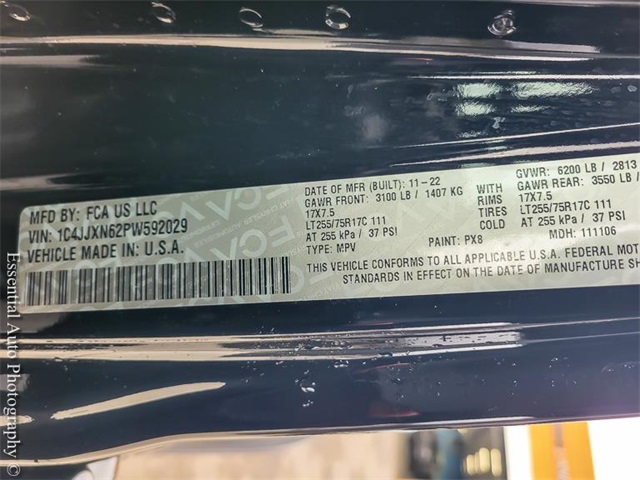 MFD BY: FCA US LLC
VIN: 1C4JJXN62PW592029
VEHICLE MADE IN U.S.A.
DATE OF MFR (BUILT): 11-22
GAWR FRONT: 3100 LB / 1407 KG
17X7.5
LT255/75R17C 111
AT 255 kPa / 37 PSI
TYPE: MPV
WITH
RIMS
TIRES
COLD
PAINT: PX8
GVWR: 6200 LB / 2813
GAWR REAR: 3550 LB /
17X7.5
LT255/75R17C 111
AT 255 kPa / 37 PSI
MDH: 111106
THIS VEHICLE CONFORMS TO ALL APPLICABLE U.S.A. FEDERAL MOTOR
STANDARDS IN EFFECT ON THE DATE OF MANUFACTURE SH
Essential Auto Photography ©